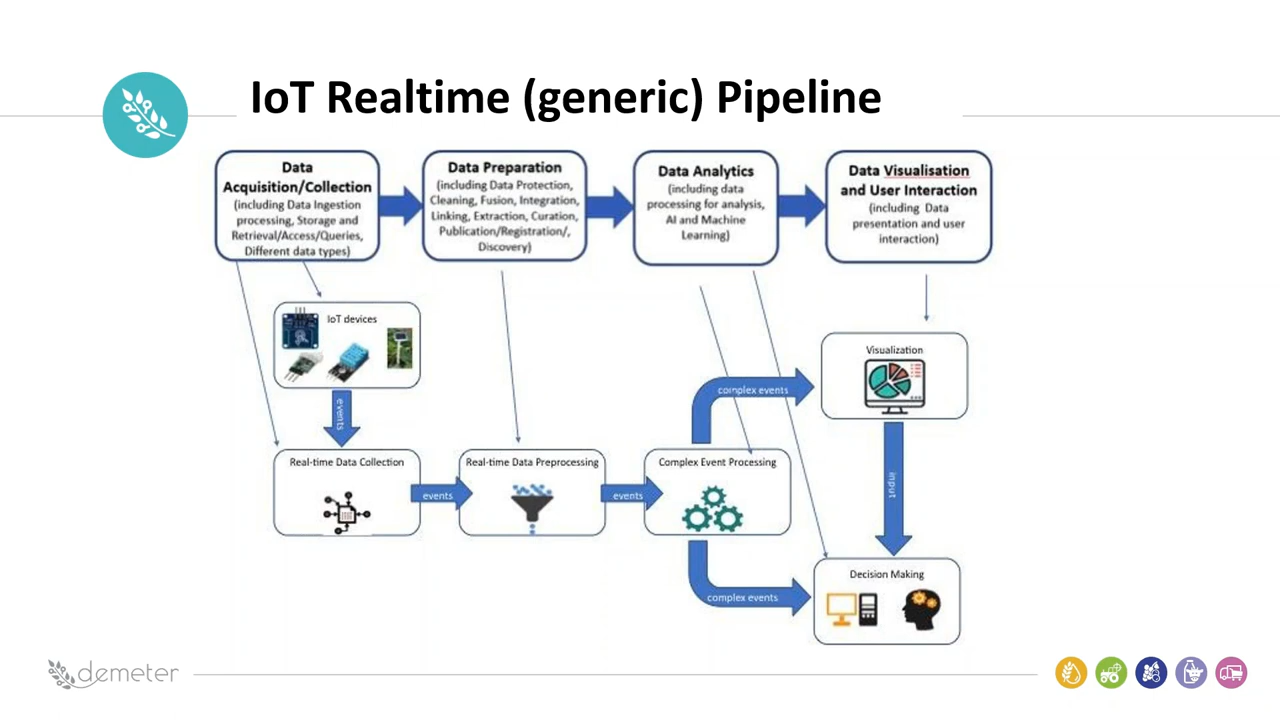 IoT Realtime (generic) Pipeline
Data
Acquisition/Collection
(including Data Ingestion
processing, Storage and
Retrieval/Access/Queries,
Different data types)
Data Preparation
(including Data Protection,
Cleaning, Fusion, Integration,
Linking, Extraction, Curation,
Publication/Registration/,
Discovery)
Data Analytics
(including data
processing for analysis,
AI and Machine
Learning)
Data Visualisation
and User Interaction
(including Data
presentation and user
interaction)
IoT devices
events
Real-time Data Collection
events
Real-time Data Preprocessing
events
Complex Event Processing
complex events
Visualization
input
complex events
Decision Making
demeter